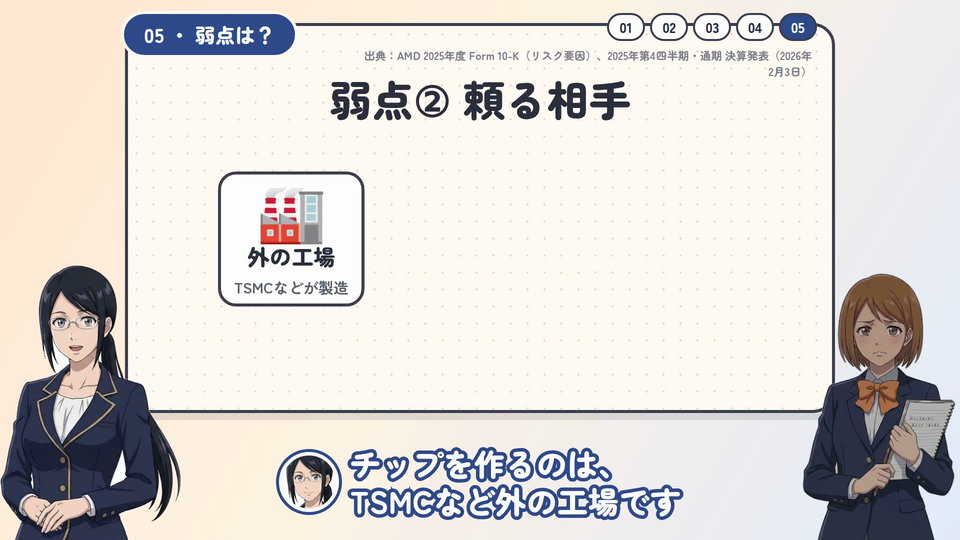 05 ・ 弱点は？
01 02 03 04 05
出典：AMD 2025年度 Form 10-K（リスク要因）、2025年第4四半期・通期 決算発表（2026年
2月3日）
弱点② 頼る相手
外の工場
TSMCなどが製造
チップを作るのは、
TSMCなど外の工場です